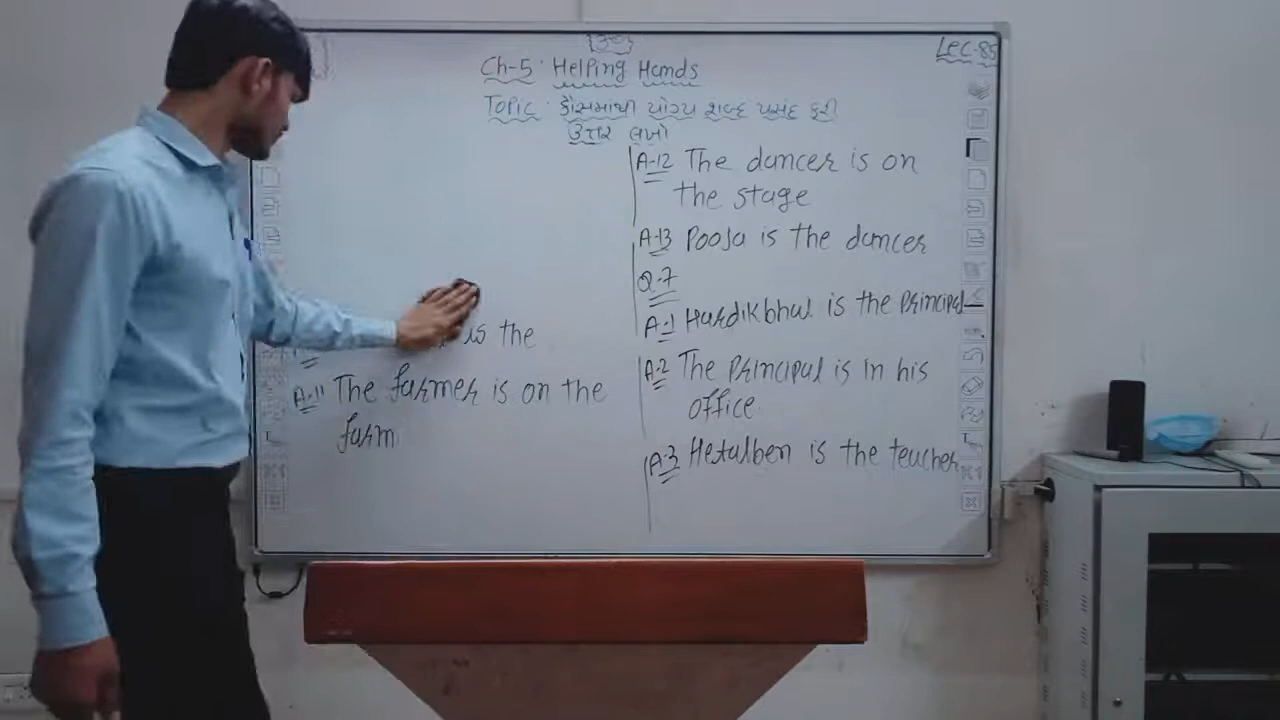 Lec-85
Ch-5 : Helping Hands
Topic : કૌંસમાંથી યોગ્ય શબ્દ પસંદ કરી
ઉત્તર લખો
is the
A-11 The farmer is on the
farm
A-12 The dancer is on
the stage
A-13 Pooja is the dancer
Q-7
A-1 Hardikbhai is the principal
A-2 The principal is in his
office
A-3 Hetalben is the teacher